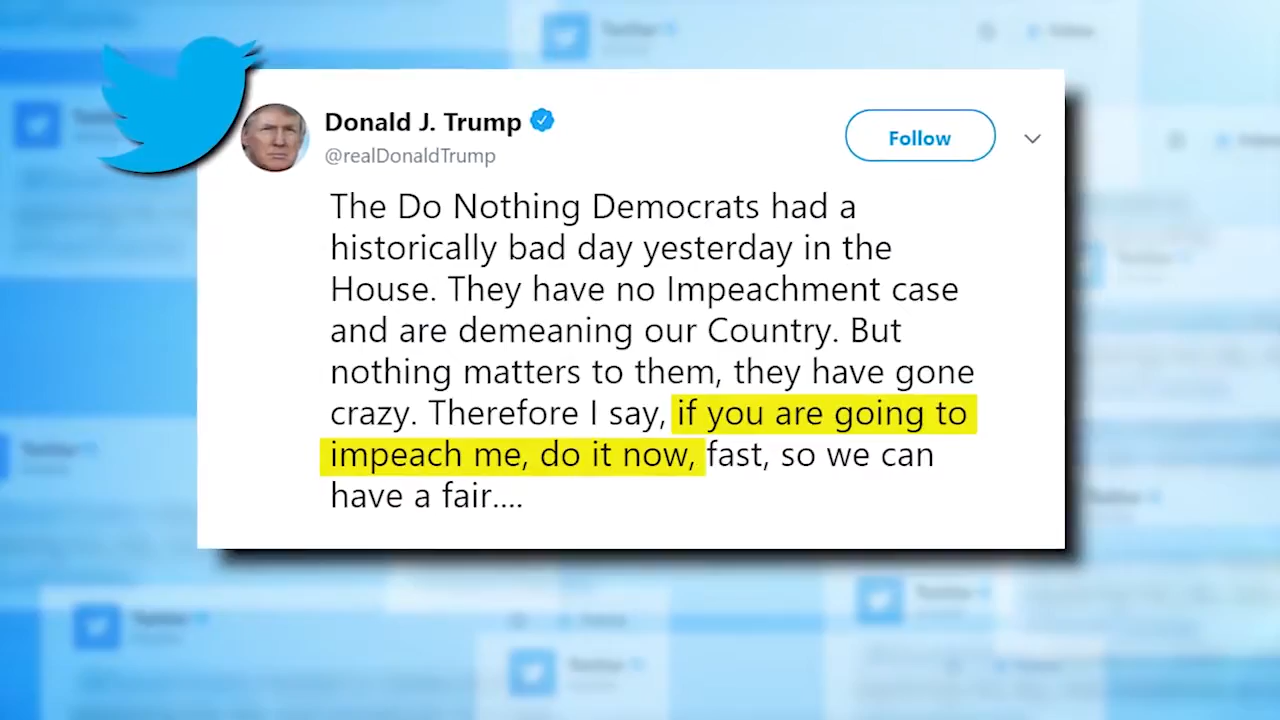 Donald J. Trump
@realDonaldTrump
Follow
The Do Nothing Democrats had a
historically bad day yesterday in the
House. They have no Impeachment case
and are demeaning our Country. But
nothing matters to them, they have gone
crazy. Therefore I say, if you are going to
impeach me, do it now, fast, so we can
have a fair....